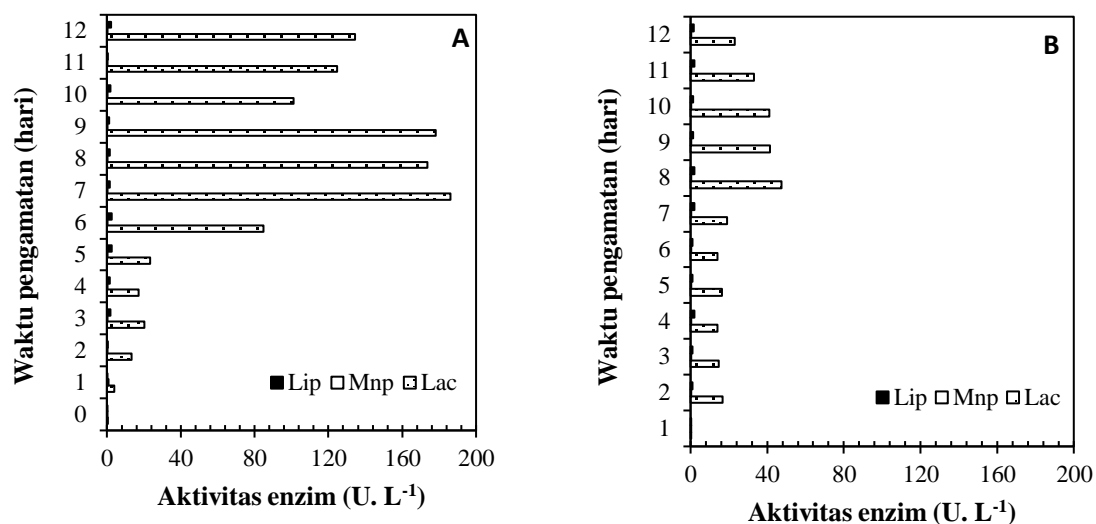 A
Waktu pengamatan (hari)
12
11
10
9
8
7
6
5
4
3
2
1
0
Lip Mnp Lac
0 40 80 120 160 200
Aktivitas enzim (U. L-1)
B
Waktu pengamatan (hari)
12
11
10
9
8
7
6
5
4
3
2
1
Lip Mnp Lac
0 40 80 120 160 200
Aktivitas enzim (U. L-1)